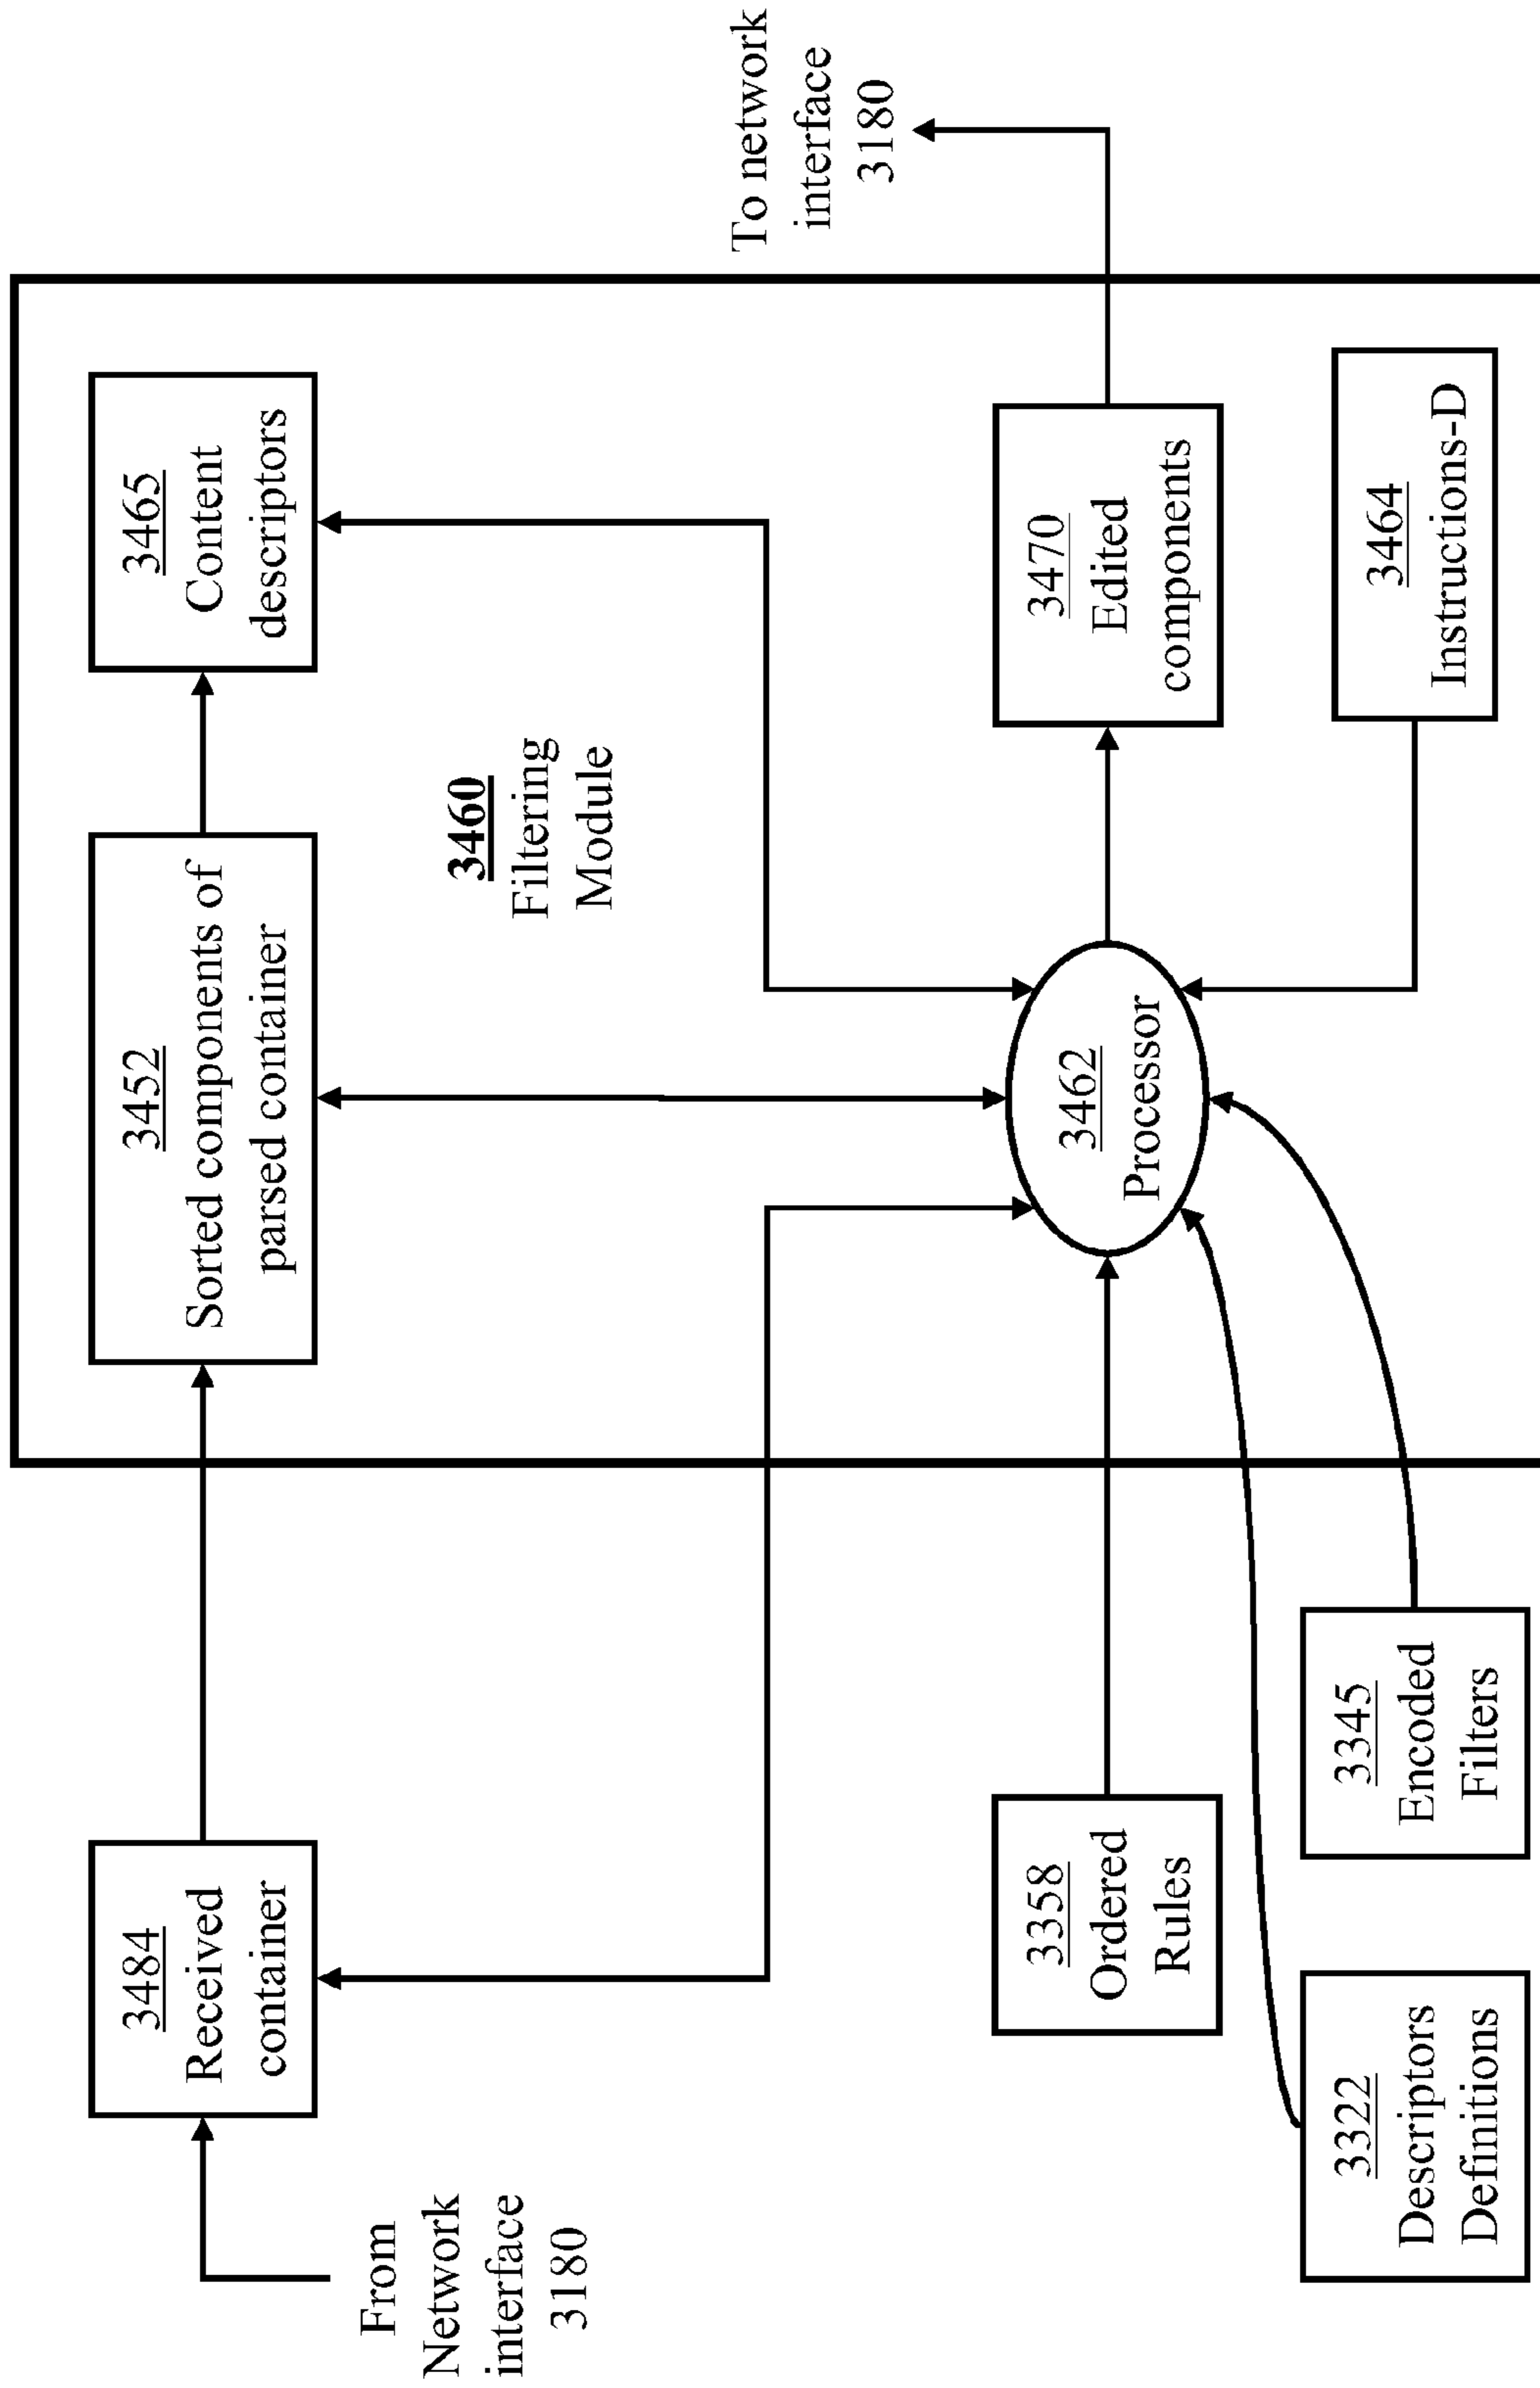 From
Network
interface
3180
3484
Received
container
3452
Sorted components of
parsed container
3465
Content
descriptors
3460
Filtering
Module
To network
interface
3180
3358
Ordered
Rules
3462
Processor
3470
Edited
components
3322
Descriptors
Definitions
3345
Encoded
Filters
3464
Instructions-D